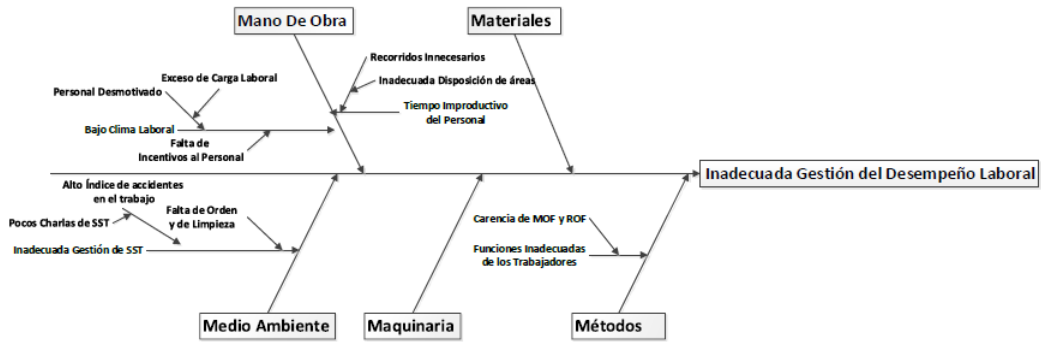 Mano De Obra
Materiales
Recorridos Innecesarios
Exceso de Carga Laboral
Inadecuada Disposición de áreas
Personal Desmotivado
Tiempo Improductivo
del Personal
Bajo Clima Laboral
Falta de
Incentivos al Personal
Inadecuada Gestión del Desempeño Laboral
Alto Índice de accidentes
en el trabajo
Falta de Orden
y de Limpieza
Pocos Charlas de SST
Carencia de MOF y ROF
Inadecuada Gestión de SST
Funciones Inadecuadas
de los Trabajadores
Medio Ambiente
Maquinaria
Métodos